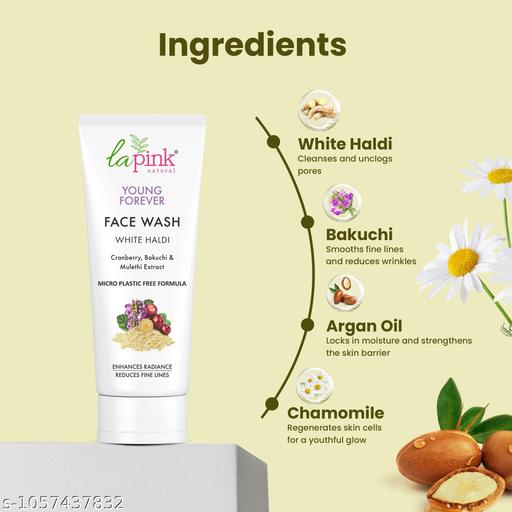 Ingredients
la pink®
natural
YOUNG
FOREVER
FACE WASH
WHITE HALDI
Cranberry, Bakuchi &
Mulethi Extract
MICRO PLASTIC FREE FORMULA
ENHANCES RADIANCE
REDUCES FINE LINES
White Haldi
Cleanses and unclogs
pores
Bakuchi
Smooths fine lines
and reduces wrinkles
Argan Oil
Locks in moisture and strengthens
the skin barrier
Chamomile
Regenerates skin cells
for a youthful glow
s-1057437832